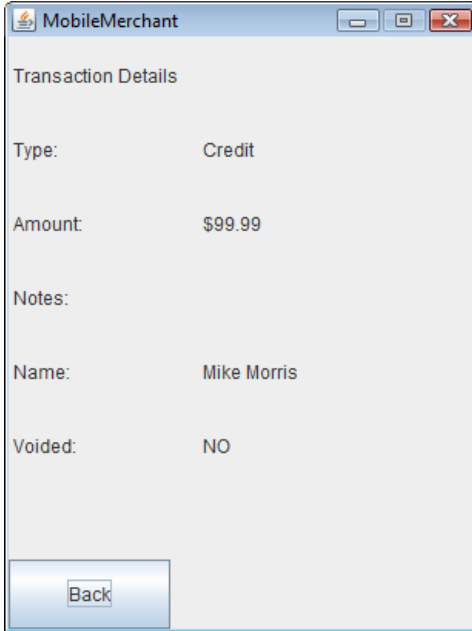 MobileMerchant
Transaction Details
Type: Credit
Amount: $99.99
Notes:
Name: Mike Morris
Voided: NO
Back